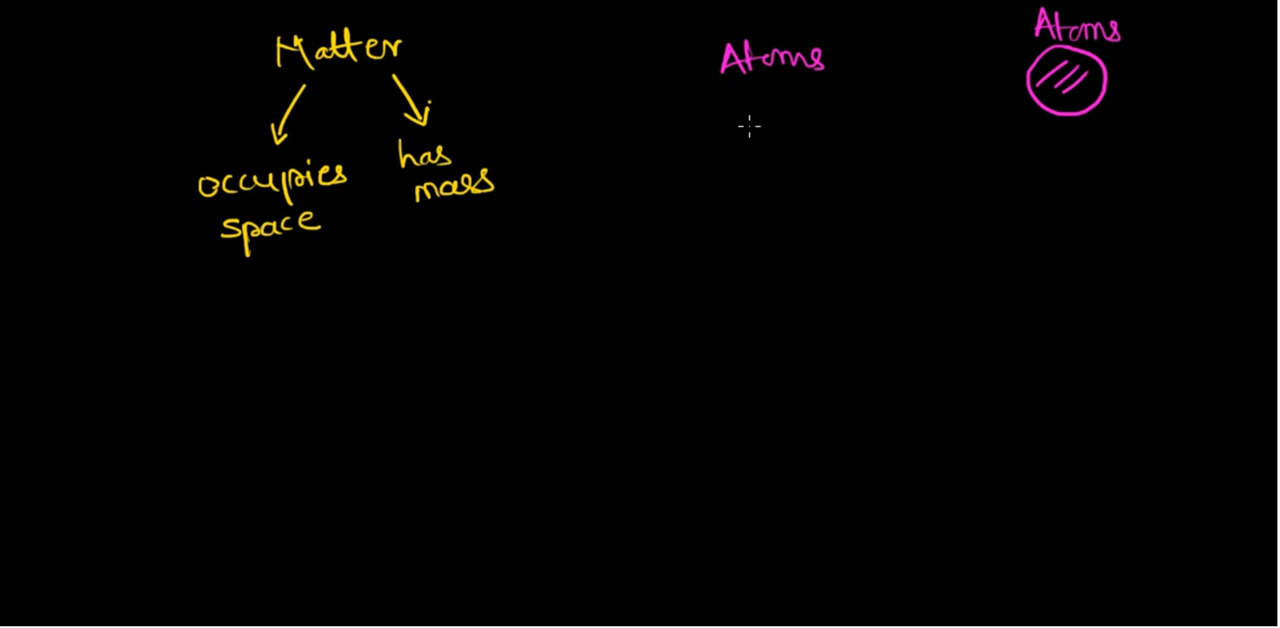 Matter
occupies
space
has
mass
Atoms
Atoms